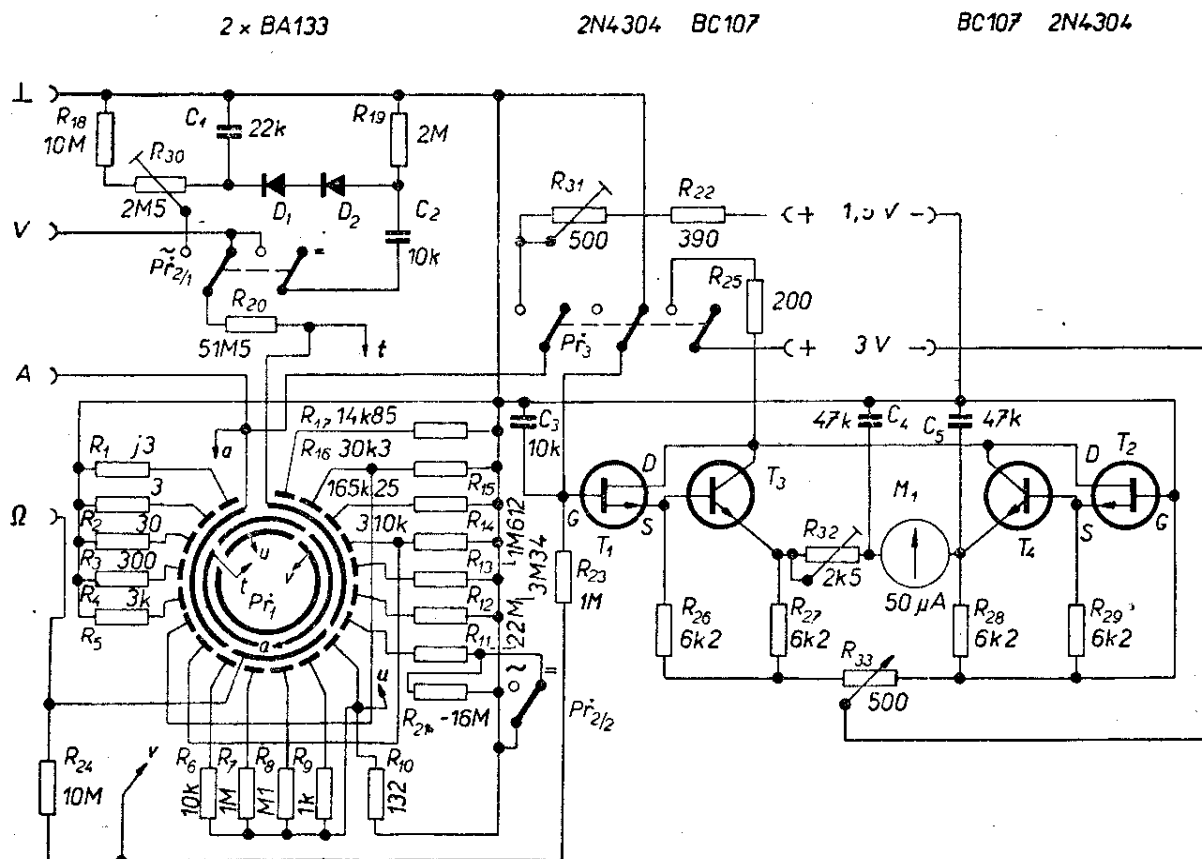 2 x BA133 2N4304 BC107 BC107 2N4304
⊥
R18 10M
C1 22k
R19 2M
R30 2M5
D1 D2
C2 10k
R31 500
R22 390
+ 1,5 V -
V
~ =
Př2/1
R20 51M5
t
R25 200
Př3
+ 3 V -
A
a
R17 14k85
R16 30k3
165k25
310k
R15
R14
R13
R12
R11
1M612
3M34
22M
C3 10k
47k C4
C5 47k
R1 j3
3
R2 30
R3 300
R4 3k
R5
Ω
u
v
t
Př1
a
D
G
S
T1
T3
M1
50 µA
D
T2
T4
S
G
R23 1M
R32 2k5
R26 6k2
R27 6k2
R28 6k2
R29 6k2
R33 500
u
~ =
R21 -16M
Př2/2
R24 10M
v
R6 10k
R7 1M
R8 M1
R9 1k
R10 132